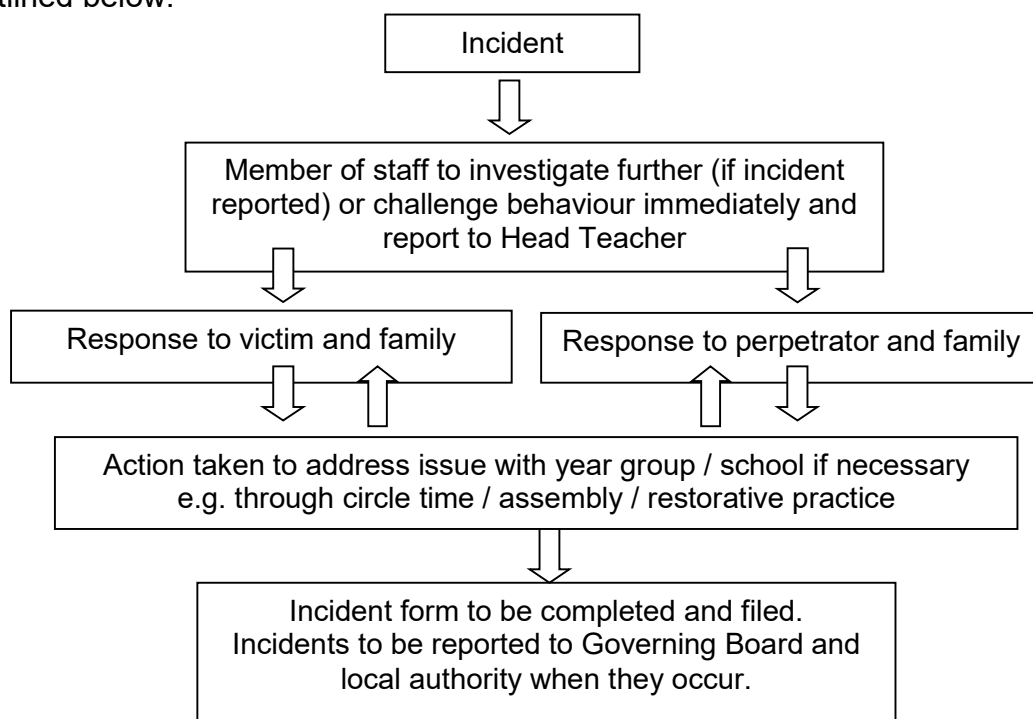 Incident
Member of staff to investigate further (if incident
reported) or challenge behaviour immediately and
report to Head Teacher
Response to victim and family
Response to perpetrator and family
Action taken to address issue with year group / school if necessary
e.g. through circle time / assembly / restorative practice
Incident form to be completed and filed.
Incidents to be reported to Governing Board and
local authority when they occur.